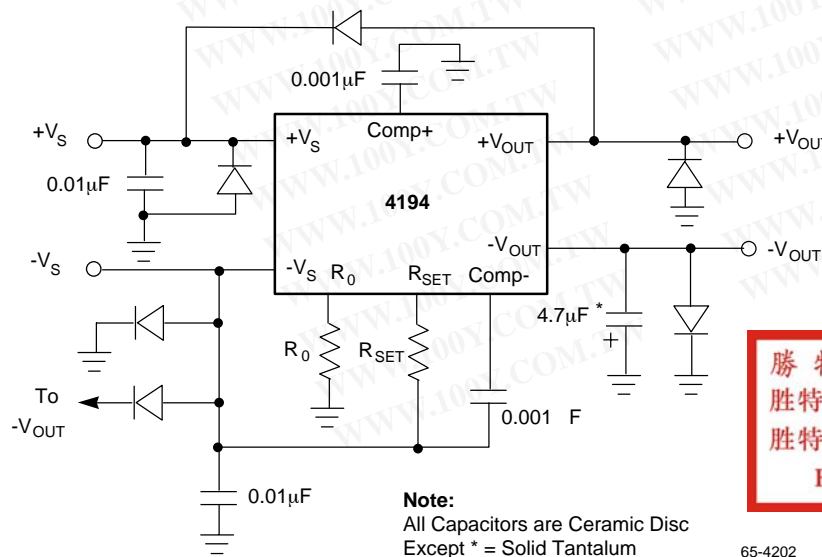 0.001μF
Comp+
+VS
+VS
+VOUT
+VOUT
0.01μF
4194
-VS
-VS
R0
RSET
Comp-
-VOUT
-VOUT
4.7μF *
+
R0
RSET
To
-VOUT
0.001 F
0.01μF
Note:
All Capacitors are Ceramic Disc
Except * = Solid Tantalum
65-4202
勝 特
胜特
胜特
WWW.100Y.COM.TW